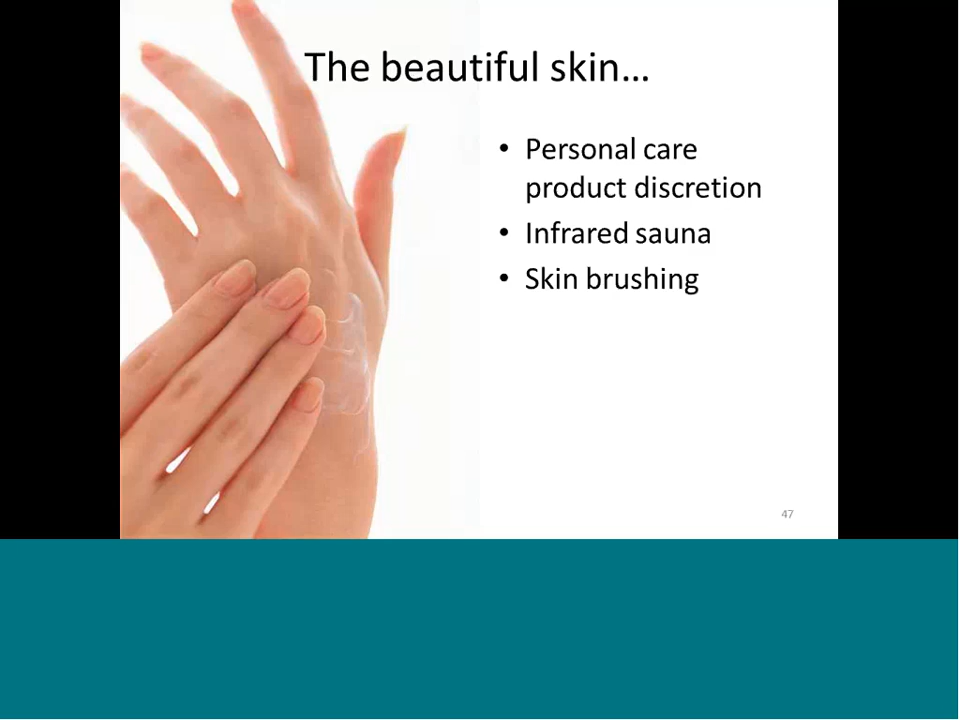 The beautiful skin…
• Personal care
product discretion
• Infrared sauna
• Skin brushing
47